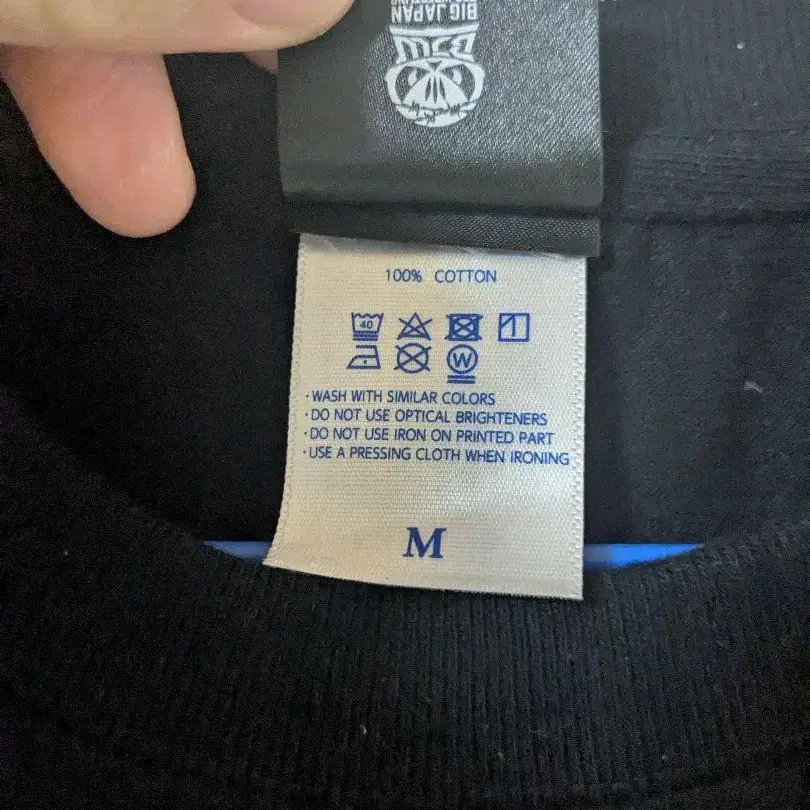 BIG JAPAN
BJW
100% COTTON
40
W
·WASH WITH SIMILAR COLORS
·DO NOT USE OPTICAL BRIGHTENERS
·DO NOT USE IRON ON PRINTED PART
·USE A PRESSING CLOTH WHEN IRONING
M